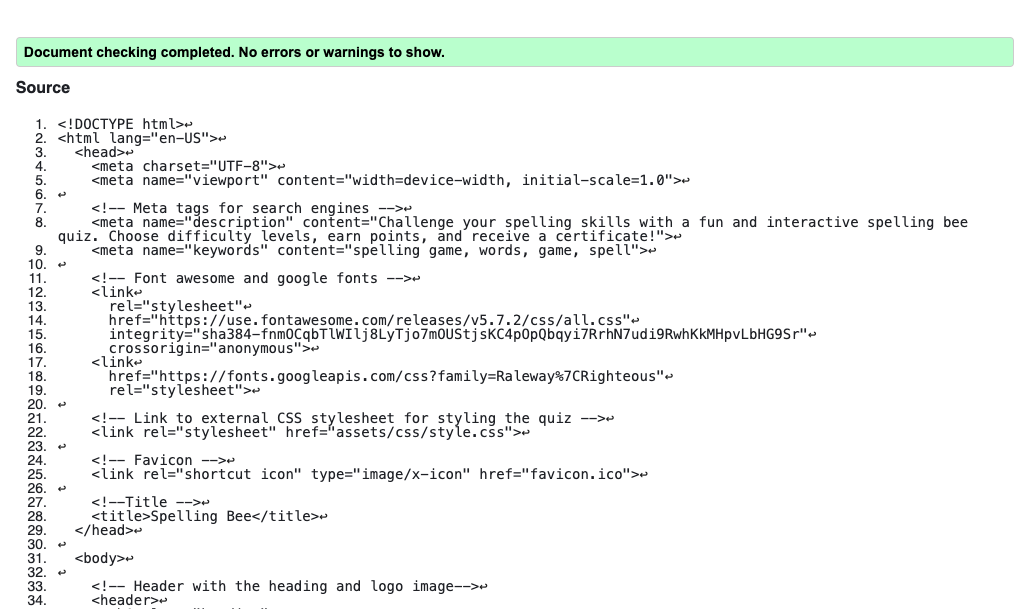 Document checking completed. No errors or warnings to show.
Source
1. <!DOCTYPE html>↩
2. <html lang="en-US">↩
3.   <head>↩
4.     <meta charset="UTF-8">↩
5.     <meta name="viewport" content="width=device-width, initial-scale=1.0">↩
6. ↩
7.     <!-- Meta tags for search engines -->↩
8.     <meta name="description" content="Challenge your spelling skills with a fun and interactive spelling bee
quiz. Choose difficulty levels, earn points, and receive a certificate!">↩
9.     <meta name="keywords" content="spelling game, words, game, spell">↩
10. ↩
11.     <!-- Font awesome and google fonts -->↩
12.     <link↩
13.       rel="stylesheet"↩
14.       href="https://use.fontawesome.com/releases/v5.7.2/css/all.css"↩
15.       integrity="sha384-fnmOCqbTlWIlj8LyTjo7mOUStjsKC4pOpQbqyi7RrhN7udi9RwhKkMHpvLbHG9Sr"↩
16.       crossorigin="anonymous">↩
17.     <link↩
18.       href="https://fonts.googleapis.com/css?family=Raleway%7CRighteous"↩
19.       rel="stylesheet">↩
20. ↩
21.     <!-- Link to external CSS stylesheet for styling the quiz -->↩
22.     <link rel="stylesheet" href="assets/css/style.css">↩
23. ↩
24.     <!-- Favicon -->↩
25.     <link rel="shortcut icon" type="image/x-icon" href="favicon.ico">↩
26. ↩
27.     <!--Title -->↩
28.     <title>Spelling Bee</title>↩
29.   </head>↩
30. ↩
31.   <body>↩
32. ↩
33.     <!-- Header with the heading and logo image-->↩
34.     <header>↩